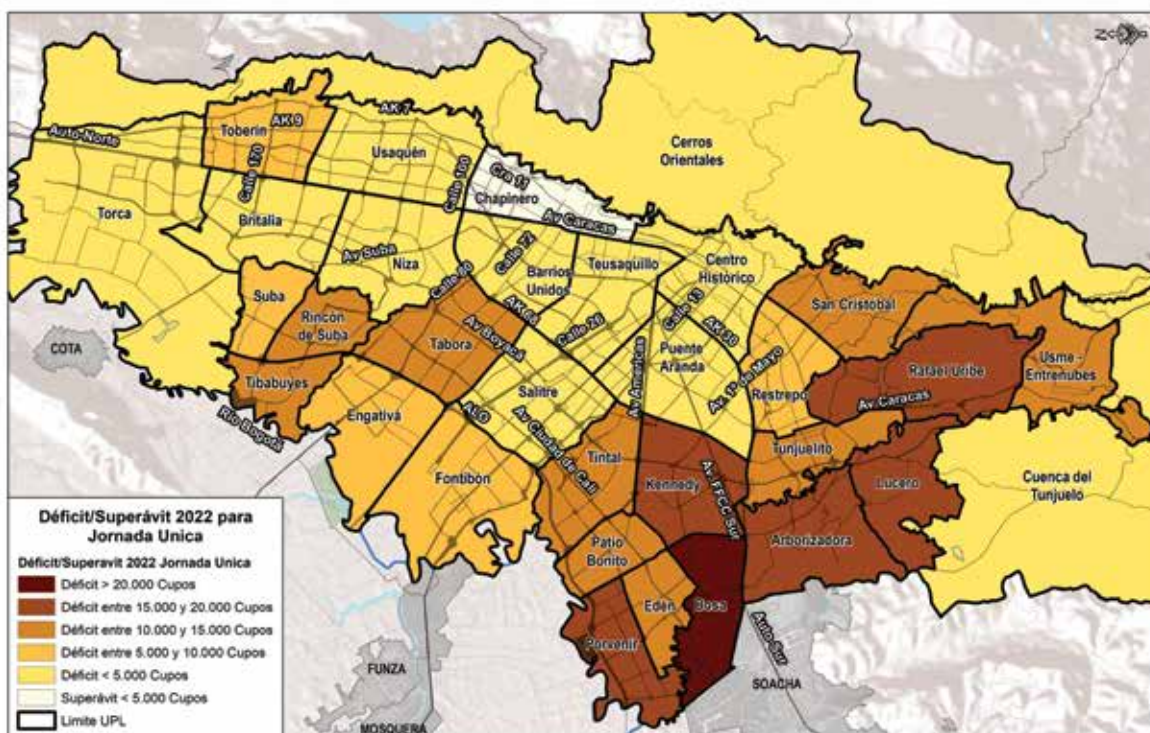 N
AK 7
AK 9
Toberín
Auto-Norte
Usaquén
Calle 170
Calle 100
Cra 11
Chapinero
Cerros
Orientales
Torca
Britalia
Av Caracas
Av Suba
Niza
Calle 72
Barrios
Unidos
Teusaquillo
Centro
Histórico
Calle 80
Suba
Rincón
de Suba
AK 68
Calle 26
Calle 13
AK 30
San Cristobal
COTA
Tabora
Av Boyacá
Puente
Aranda
Rafael Uribe
Usme -
Entrenubes
Tibabuyes
Salitre
Av Americas
Av. 1º de Mayo
Restrepo
Av Caracas
Río Bogotá
Engativá
ALO
Av Ciudad de Cali
Tunjuelito
Fontibón
Tintal
Kennedy
Av. FFCC Sur
Lucero
Cuenca del
Tunjuelo
Patio
Bonito
Arborizadora
Edén
Bosa
Porvenir
Auto Sur
SOACHA
FUNZA
MOSQUERA
Déficit/Superávit 2022 para
Jornada Unica
Déficit/Superavit 2022 Jornada Unica
Déficit > 20.000 Cupos
Déficit entre 15.000 y 20.000 Cupos
Déficit entre 10.000 y 15.000 Cupos
Déficit entre 5.000 y 10.000 Cupos
Déficit < 5.000 Cupos
Superávit < 5.000 Cupos
Limite UPL